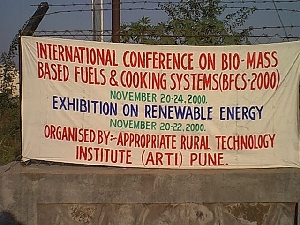 INTERNATIONAL CONFERENCE ON BIO-MASS
BASED FUELS & COOKING SYSTEMS(BFCS-2000)
NOVEMBER 20-24, 2000.
EXHIBITION ON RENEWABLE ENERGY
NOVEMBER 20-22, 2000.
ORGANISED BY:- APPROPRIATE RURAL TECHNOLOGY
INSTITUTE (ARTI) PUNE.